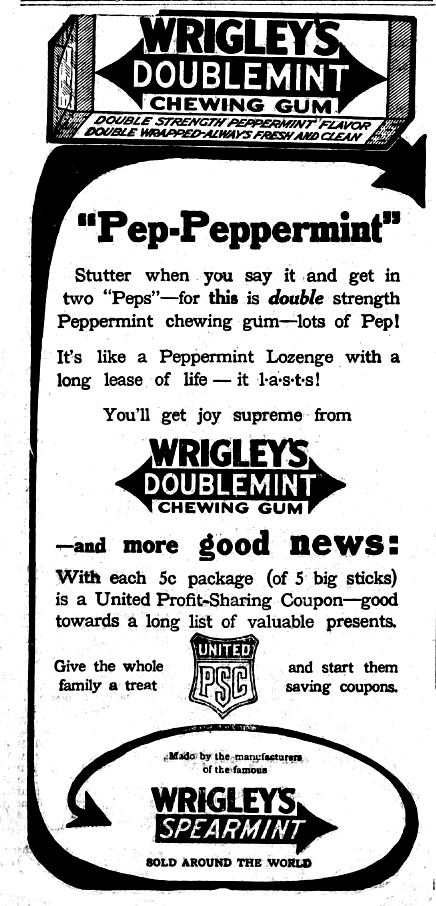 WRIGLEY'S
DOUBLEMINT
CHEWING GUM
DOUBLE STRENGTH PEPPERMINT FLAVOR
DOUBLE WRAPPED-ALWAYS FRESH AND CLEAN
"Pep-Peppermint"
Stutter when you say it and get in
two "Peps"—for this is double strength
Peppermint chewing gum—lots of Pep!
It's like a Peppermint Lozenge with a
long lease of life — it l-a-s-t-s!
You'll get joy supreme from
WRIGLEY'S
DOUBLEMINT
CHEWING GUM
—and more good news:
With each 5c package (of 5 big sticks)
is a United Profit-Sharing Coupon—good
towards a long list of valuable presents.
Give the whole
family a treat
UNITED
PSC
and start them
saving coupons.
Made by the manufacturers
of the famous
WRIGLEY'S
SPEARMINT
SOLD AROUND THE WORLD